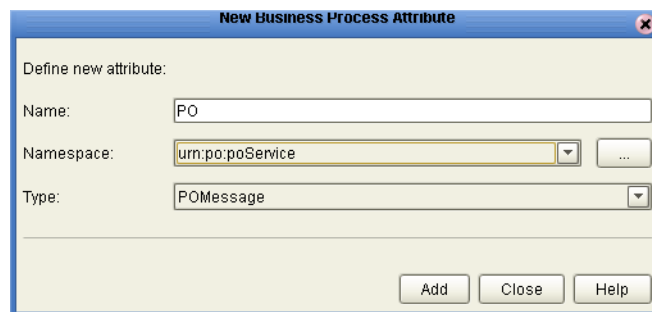 New Business Process Attribute
Define new attribute:
Name: PO
Namespace: urn:po:poService ...
Type: POMessage
Add Close Help